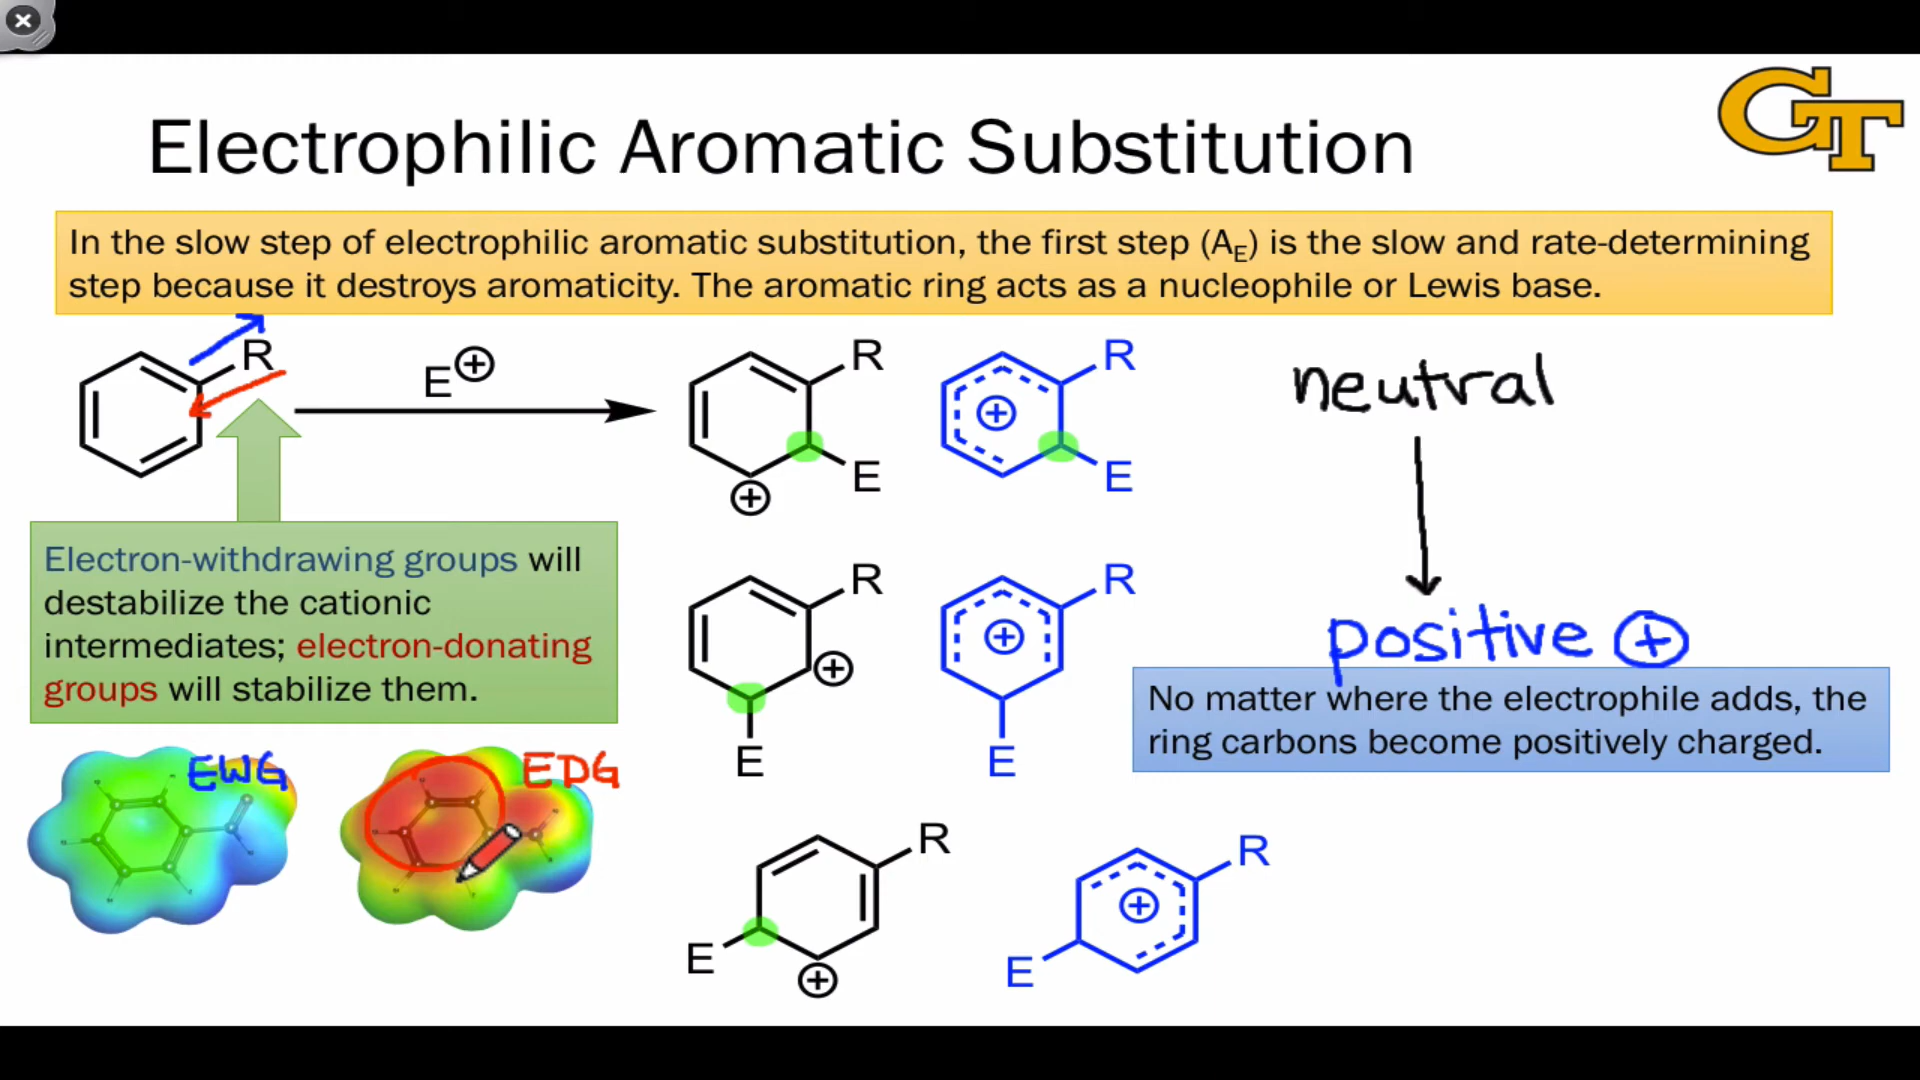 GT
Electrophilic Aromatic Substitution
In the slow step of electrophilic aromatic substitution, the first step (AE) is the slow and rate-determining
step because it destroys aromaticity. The aromatic ring acts as a nucleophile or Lewis base.
R
E⊕
R
E
⊕
R
⊕
E
neutral
positive ⊕
Electron-withdrawing groups will
destabilize the cationic
intermediates; electron-donating
groups will stabilize them.
R
⊕
E
R
⊕
E
No matter where the electrophile adds, the
ring carbons become positively charged.
EWG
EDG
R
E
⊕
R
⊕
E